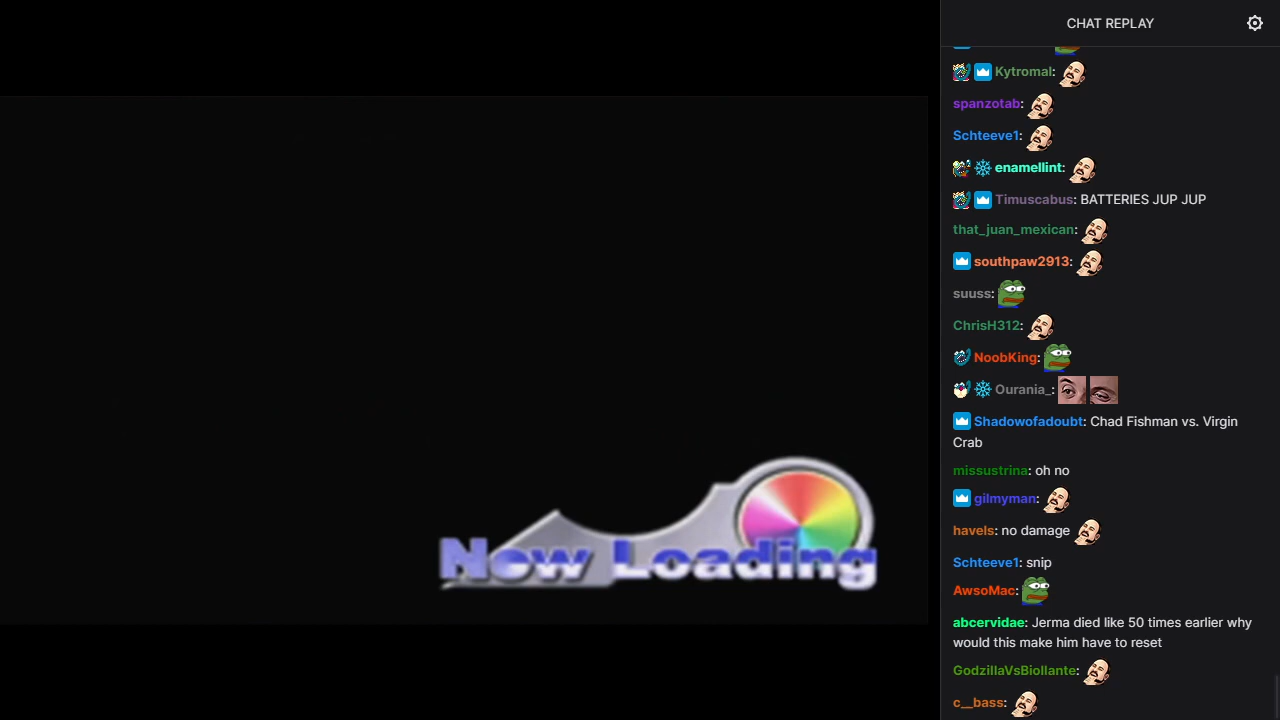 CHAT REPLAY
Kytromal:
spanzotab:
Schteeve1:
enamellint:
Timuscabus: BATTERIES JUP JUP
that_juan_mexican:
southpaw2913:
suuss:
ChrisH312:
NoobKing:
Ourania_:
Shadowofadoubt: Chad Fishman vs. Virgin
Crab
missustrina: oh no
gilmyman:
havels: no damage
Schteeve1: snip
AwsoMac:
abcervidae: Jerma died like 50 times earlier why
would this make him have to reset
GodzillaVsBiollante:
c__bass:
Now Loading